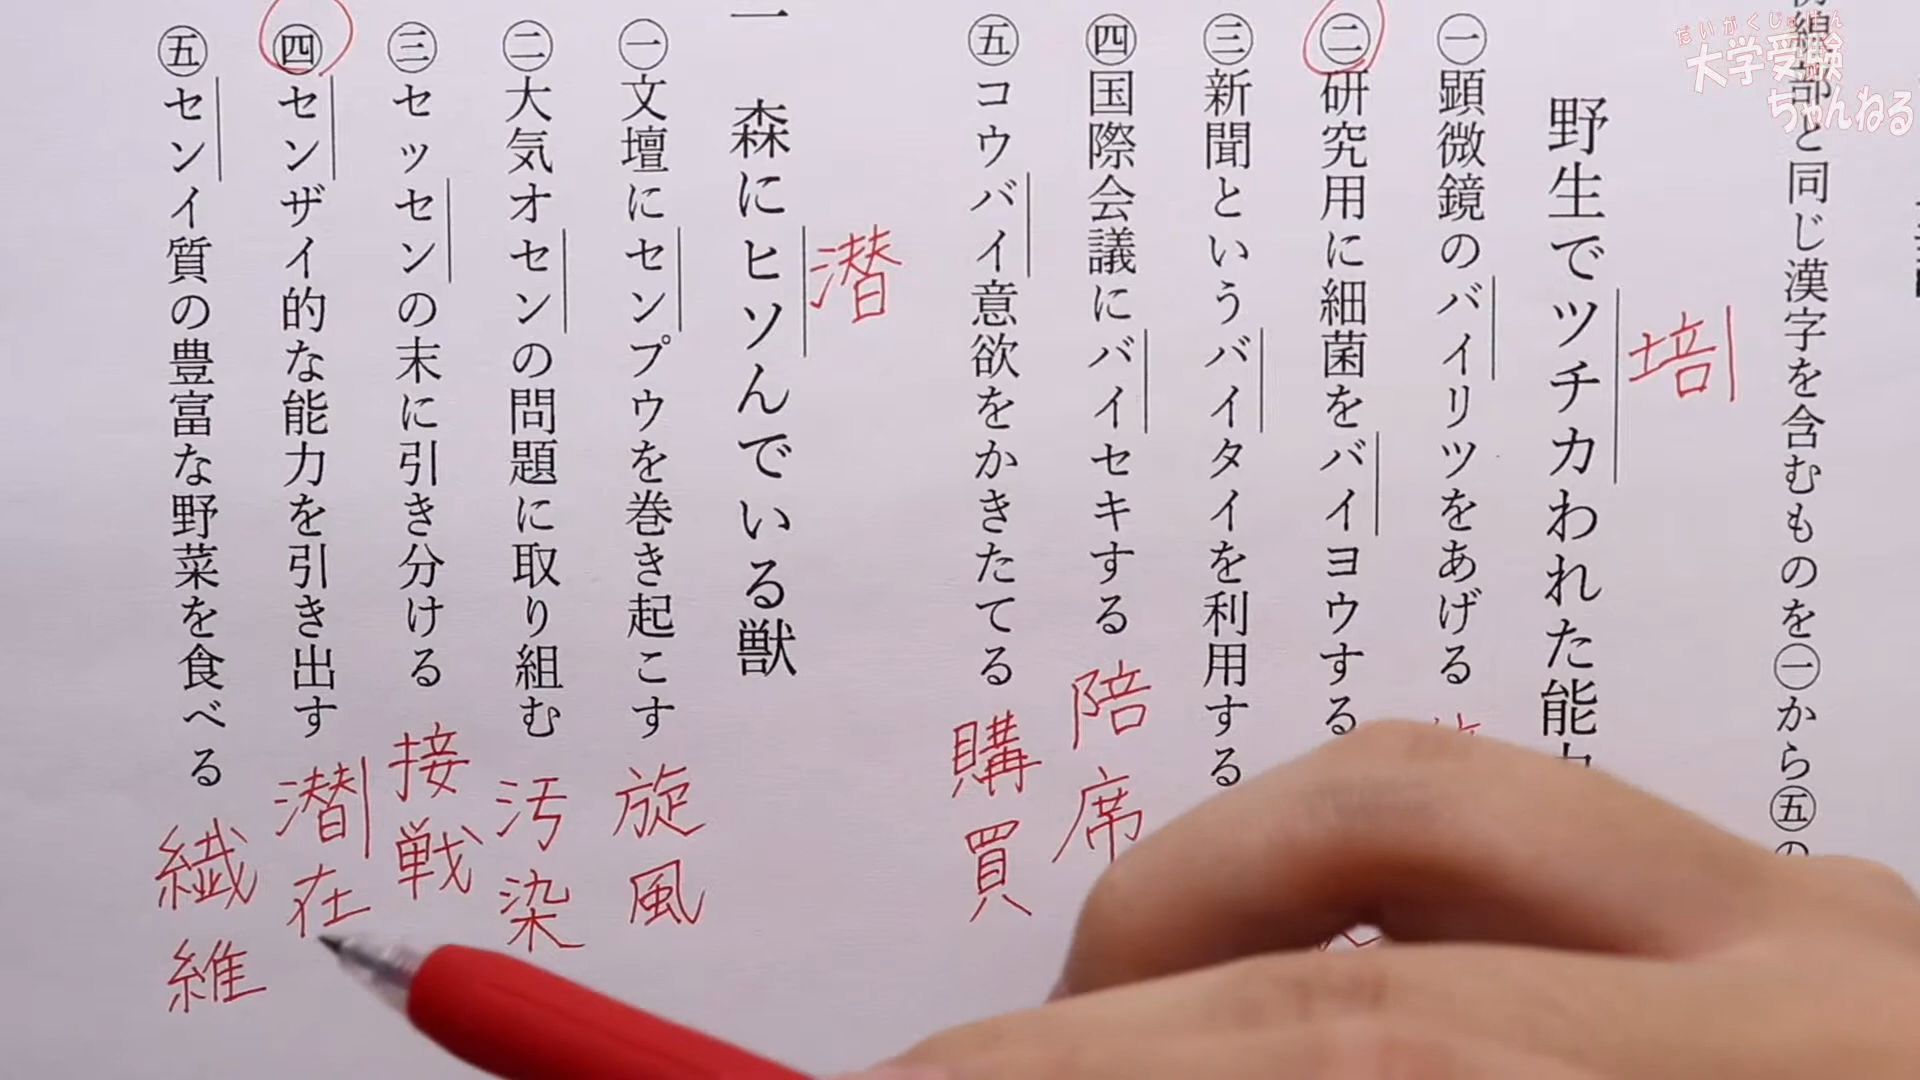 だいがくじゅけん
大学受験
ちゃんねる
線部と同じ漢字を含むものを㊀から㊄の
野生でツチカわれた能
培
㊀顕微鏡のバイリツをあげる
㊁研究用に細菌をバイヨウする
㊂新聞というバイタイを利用する
㊃国際会議にバイセキする 陪席
㊄コウバイ意欲をかきたてる 購買
森にヒソんでいる獣
潜
㊀文壇にセンプウを巻き起こす 旋風
㊁大気オセンの問題に取り組む 汚染
㊂セッセンの末に引き分ける 接戦
㊃センザイ的な能力を引き出す 潜在
㊄センイ質の豊富な野菜を食べる 繊維